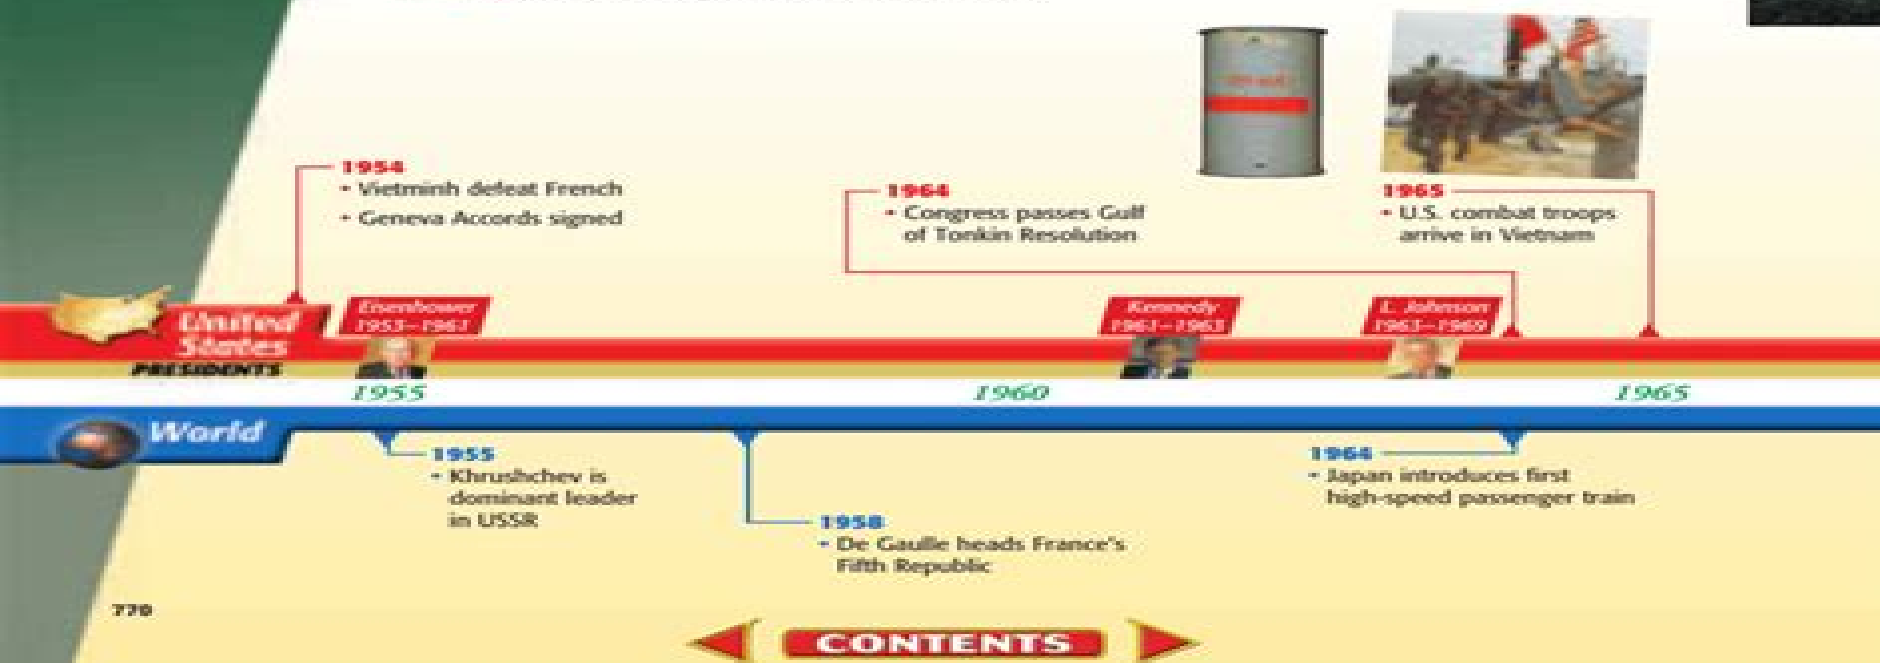 1954
• Vietminh defeat French
• Geneva Accords signed
1964
• Congress passes Gulf
of Tonkin Resolution
1965
• U.S. combat troops
arrive in Vietnam
United
States
PRESIDENTS
Eisenhower
1953–1961
Kennedy
1961–1963
L. Johnson
1963–1969
1955
1960
1965
World
1955
• Khrushchev is
dominant leader
in USSR
1958
• De Gaulle heads France's
Fifth Republic
1964
• Japan introduces first
high-speed passenger train
778
CONTENTS